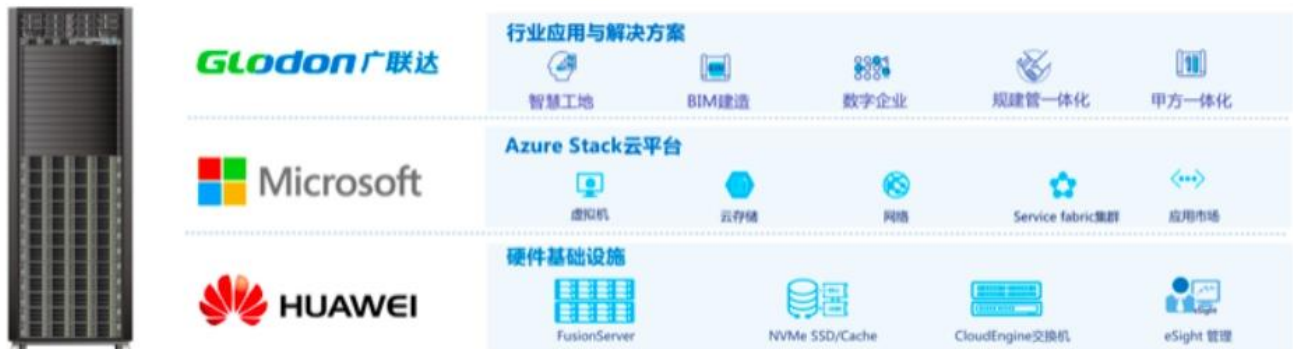 GLodon广联达
行业应用与解决方案
智慧工地
BIM建造
数字企业
规建管一体化
甲方一体化
Microsoft
Azure Stack云平台
虚拟机
云存储
网络
Service fabric集群
应用市场
HUAWEI
硬件基础设施
FusionServer
NVMe SSD/Cache
CloudEngine交换机
eSight
eSight 管理